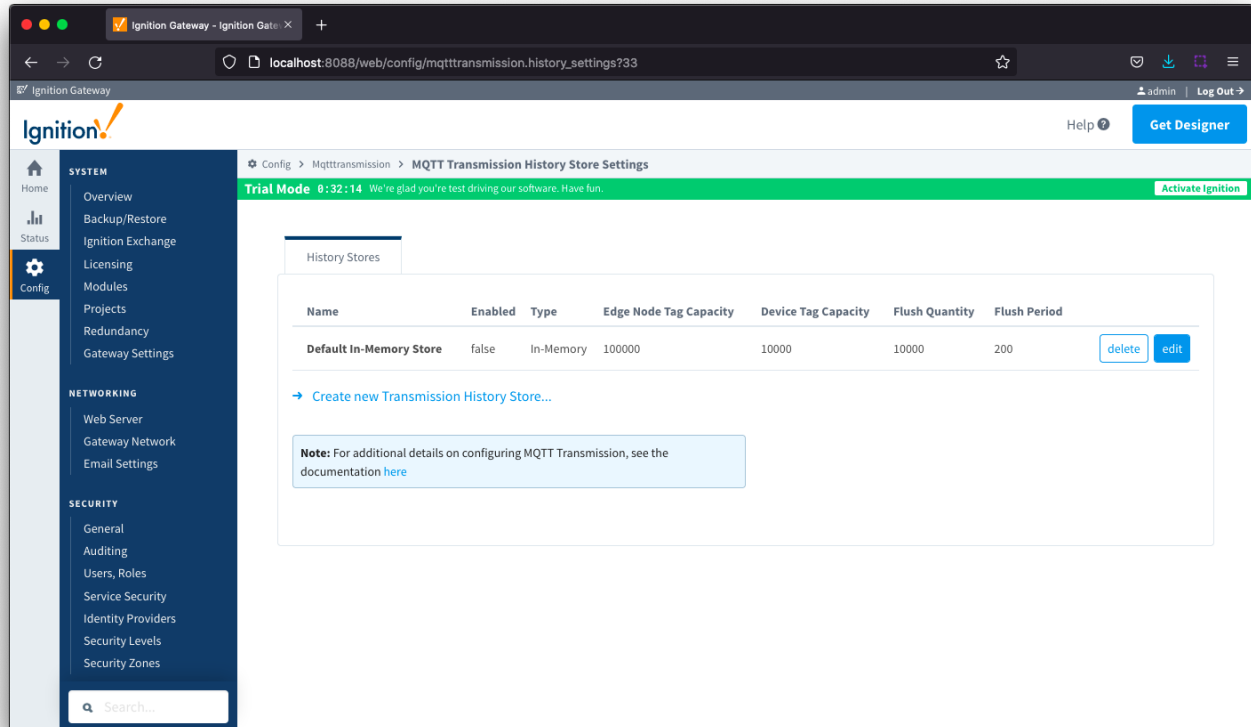 Ignition Gateway - Ignition Gate
localhost:8088/web/config/mqtttransmission.history_settings?33
Ignition Gateway
admin | Log Out
Ignition!
Help
Get Designer
Home
Status
Config
SYSTEM
Overview
Backup/Restore
Ignition Exchange
Licensing
Modules
Projects
Redundancy
Gateway Settings
NETWORKING
Web Server
Gateway Network
Email Settings
SECURITY
General
Auditing
Users, Roles
Service Security
Identity Providers
Security Levels
Security Zones
Search...
Config > Mqtttransmission > MQTT Transmission History Store Settings
Trial Mode 0:32:14 We're glad you're test driving our software. Have fun. Activate Ignition
History Stores
Name Enabled Type Edge Node Tag Capacity Device Tag Capacity Flush Quantity Flush Period
Default In-Memory Store false In-Memory 100000 10000 10000 200 delete edit
Create new Transmission History Store...
Note: For additional details on configuring MQTT Transmission, see the
documentation here